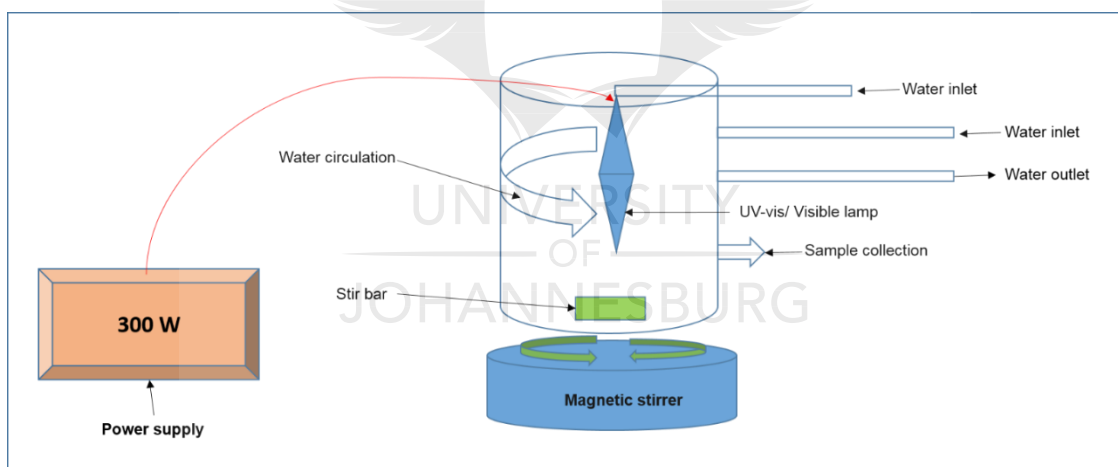 Water inlet
Water inlet
Water circulation
Water outlet
UNIVERSITY
UV-vis/ Visible lamp
OF
Sample collection
Stir bar
JOHANNESBURG
300 W
Magnetic stirrer
Power supply